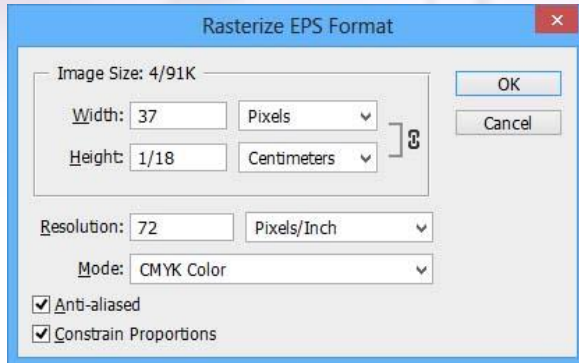 Rasterize EPS Format
Image Size: 4/91K
OK
Width: 37 Pixels
Cancel
Height: 1/18 Centimeters
Resolution: 72 Pixels/Inch
Mode: CMYK Color
Anti-aliased
Constrain Proportions